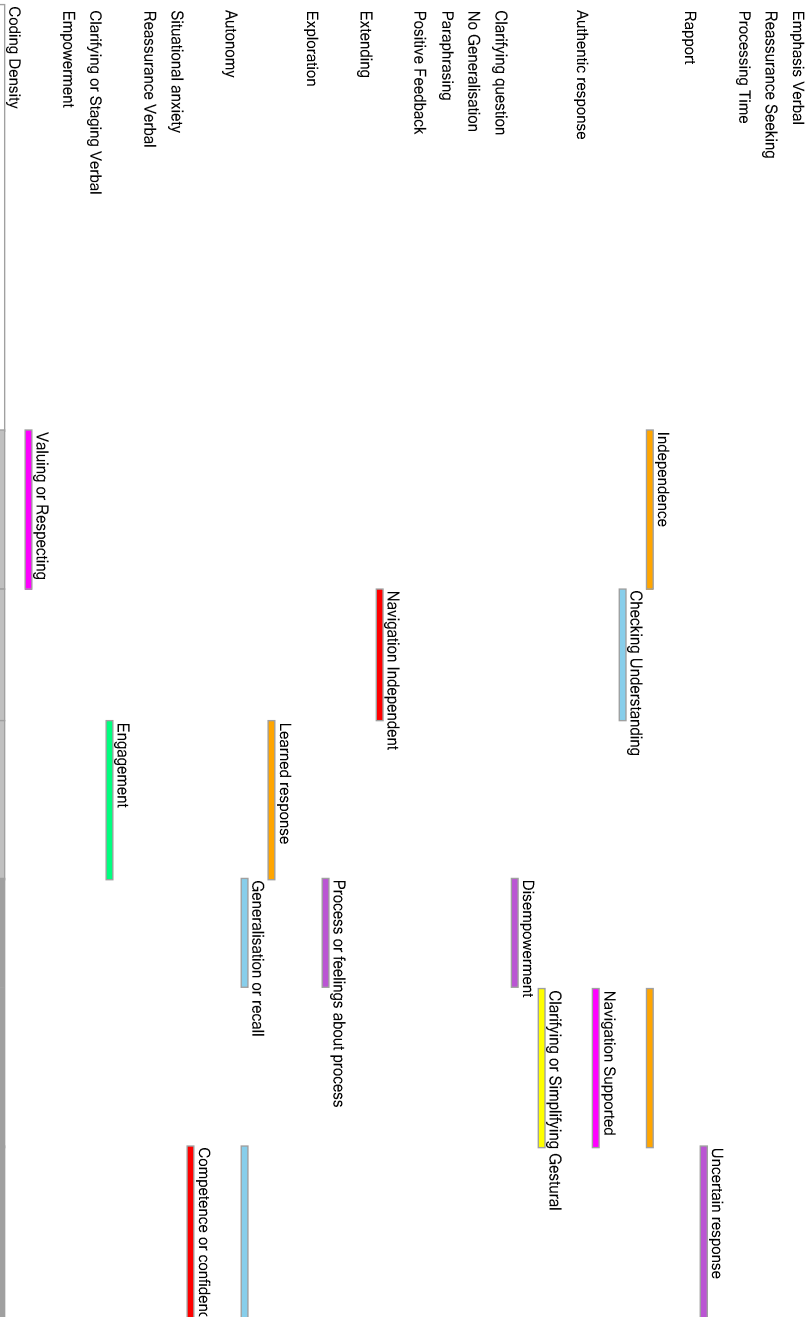 Emphasis Verbal
Reassurance Seeking
Processing Time
Uncertain response
Rapport
Independence
Checking Understanding
Navigation Supported
Authentic response
Clarifying or Simplifying Gestural
Disempowerment
Clarifying question
No Generalisation
Paraphrasing
Positive Feedback
Navigation Independent
Extending
Process or feelings about process
Exploration
Learned response
Generalisation or recall
Autonomy
Competence or confidenc
Situational anxiety
Reassurance Verbal
Engagement
Clarifying or Staging Verbal
Empowerment
Valuing or Respecting
Coding Density